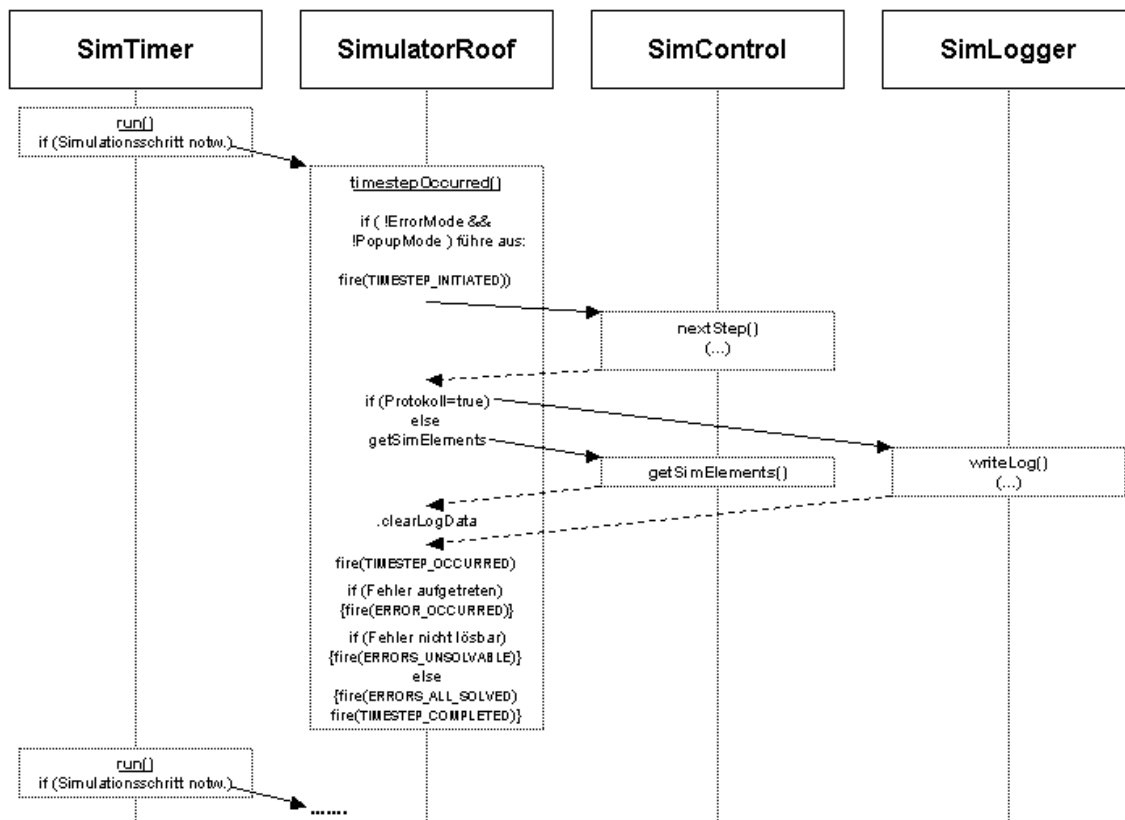 SimTimer
SimulatorRoof
SimControl
SimLogger
run()
if (Simulationsschritt notw.)
timestepOccurred()
if ( !ErrorMode &&
!PopupMode ) führe aus:
fire(TIMESTEP_INITIATED))
nextStep()
(...)
if (Protokoll=true)
else
getSimElements
writeLog()
(...)
getSimElements()
.clearLogData
fire(TIMESTEP_OCCURRED)
if (Fehler aufgetreten)
{fire(ERROR_OCCURRED)}
if (Fehler nicht lösbar)
{fire(ERRORS_UNSOLVABLE)}
else
{fire(ERRORS_ALL_SOLVED)
fire(TIMESTEP_COMPLETED)}
run()
if (Simulationsschritt notw.)
.......